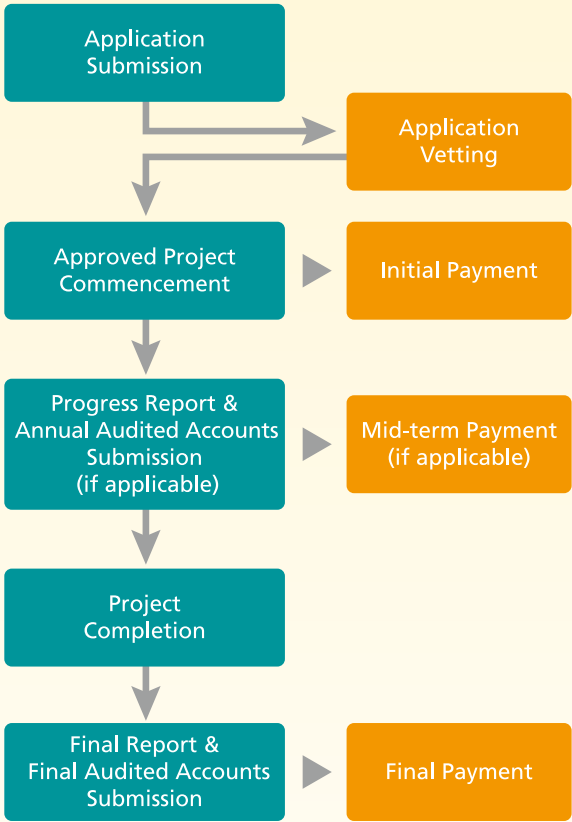 Application
Submission
Application
Vetting
Approved Project
Commencement
Initial Payment
Progress Report &
Annual Audited Accounts
Submission
(if applicable)
Mid-term Payment
(if applicable)
Project
Completion
Final Report &
Final Audited Accounts
Submission
Final Payment